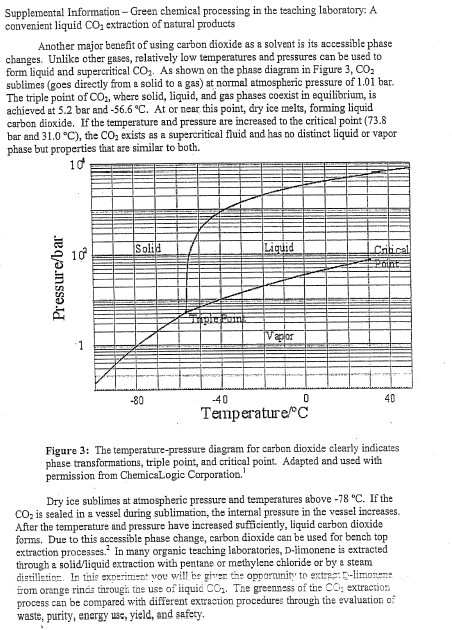 Supplemental Information – Green chemical processing in the teaching laboratory: A
convenient liquid CO₂ extraction of natural products
Another major benefit of using carbon dioxide as a solvent is its accessible phase
changes. Unlike other gases, relatively low temperatures and pressures can be used to
form liquid and supercritical CO₂. As shown on the phase diagram in Figure 3, CO₂
sublimes (goes directly from a solid to a gas) at normal atmospheric pressure of 1.01 bar.
The triple point of CO₂, where solid, liquid, and gas phases coexist in equilibrium, is
achieved at 5.2 bar and -56.6 °C. At or near this point, dry ice melts, forming liquid
carbon dioxide. If the temperature and pressure are increased to the critical point (73.8
bar and 31.0 °C), the CO₂ exists as a supercritical fluid and has no distinct liquid or vapor
phase but properties that are similar to both.
10⁴
Solid
Liquid
10²
Critical
Point
Pressure/bar
Triple Point
Vapor
1
-80
-40
0
40
Temperature/°C
Figure 3: The temperature-pressure diagram for carbon dioxide clearly indicates
phase transformations, triple point, and critical point. Adapted and used with
permission from ChemicaLogic Corporation.¹
Dry ice sublimes at atmospheric pressure and temperatures above -78 °C. If the
CO₂ is sealed in a vessel during sublimation, the internal pressure in the vessel increases.
After the temperature and pressure have increased sufficiently, liquid carbon dioxide
forms. Due to this accessible phase change, carbon dioxide can be used for bench top
extraction processes.² In many organic teaching laboratories, D-limonene is extracted
through a solid/liquid extraction with pentane or methylene chloride or by a steam
distillation. In this experiment you will be given the opportunity to extract D-limonene
from orange rinds through the use of liquid CO₂. The greenness of the CO₂ extraction
process can be compared with different extraction procedures through the evaluation of
waste, purity, energy use, yield, and safety.